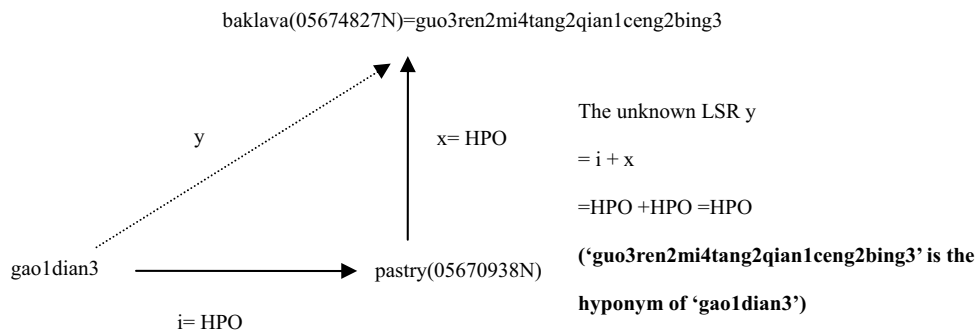 baklava(05674827N)=guo3ren2mi4tang2qian1ceng2bing3
y
x= HPO
The unknown LSR y
= i + x
=HPO +HPO =HPO
(‘guo3ren2mi4tang2qian1ceng2bing3’ is the
hyponym of ‘gao1dian3’)
gao1dian3
pastry(05670938N)
i= HPO